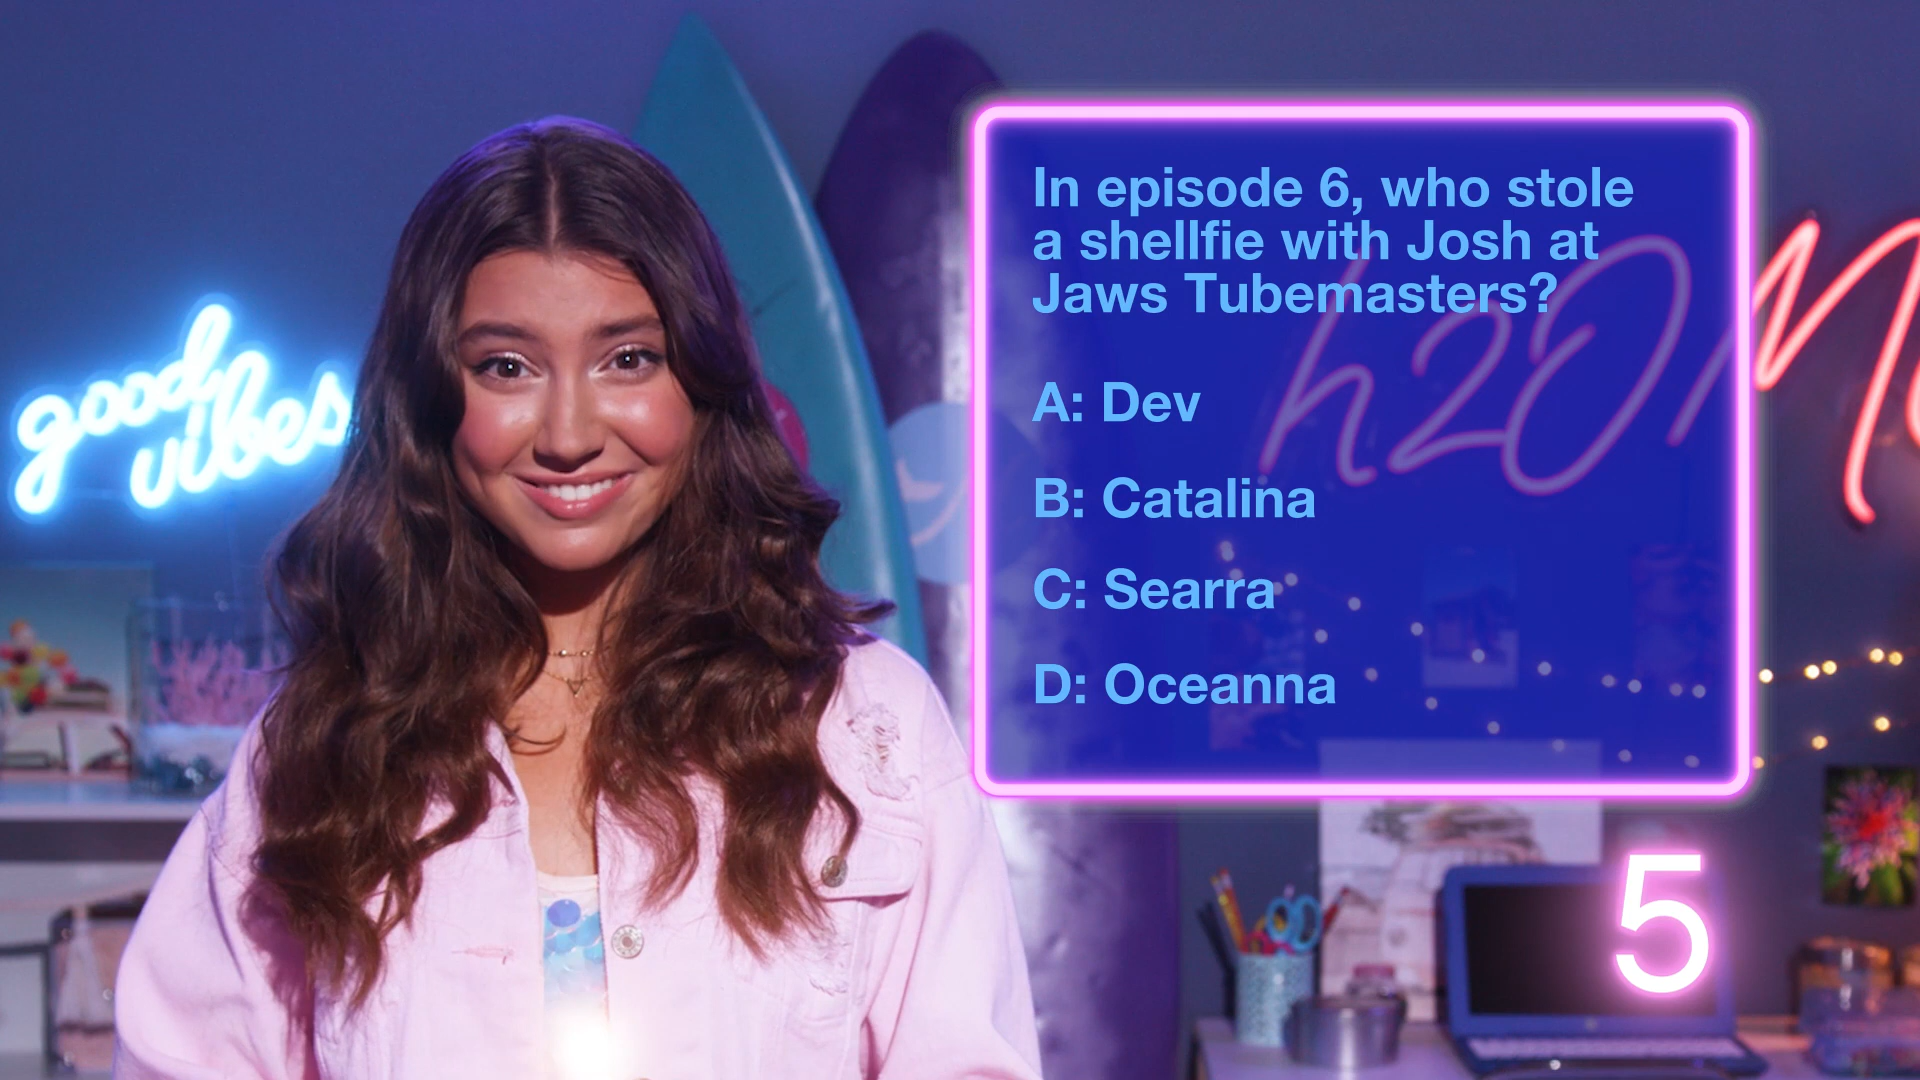 good
vibes
In episode 6, who stole
a shellfie with Josh at
Jaws Tubemasters?
h2O
A: Dev
B: Catalina
C: Searra
D: Oceanna
5